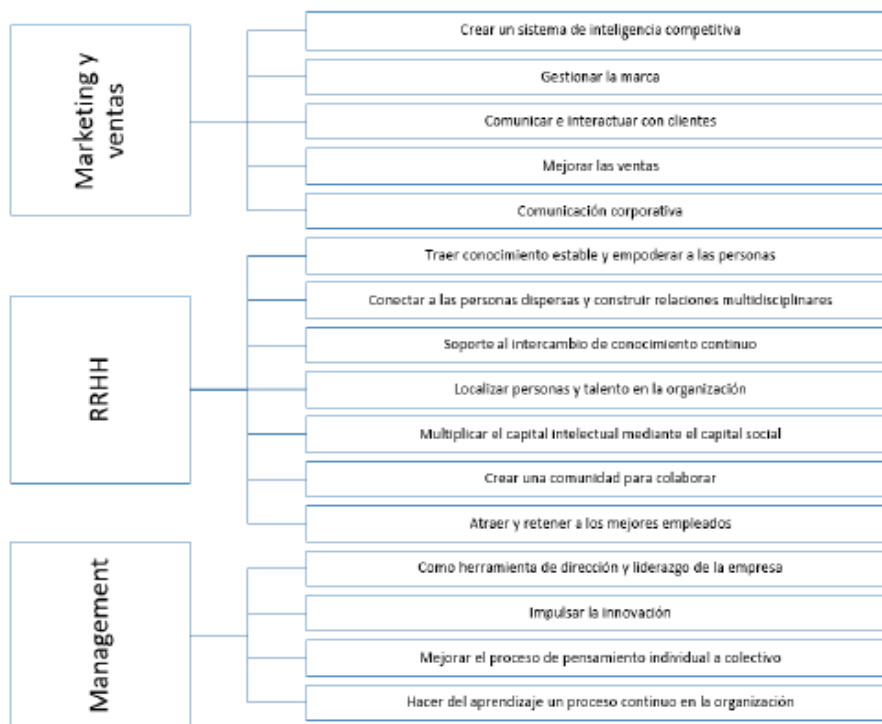 Marketing y
ventas
Crear un sistema de inteligencia competitiva
Gestionar la marca
Comunicar e interactuar con clientes
Mejorar las ventas
Comunicación corporativa
RRHH
Traer conocimiento estable y empoderar a las personas
Conectar a las personas dispersas y construir relaciones multidisciplinares
Soporte al intercambio de conocimiento continuo
Localizar personas y talento en la organización
Multiplicar el capital intelectual mediante el capital social
Crear una comunidad para colaborar
Atraer y retener a los mejores empleados
Management
Como herramienta de dirección y liderazgo de la empresa
Impulsar la innovación
Mejorar el proceso de pensamiento individual a colectivo
Hacer del aprendizaje un proceso continuo en la organización